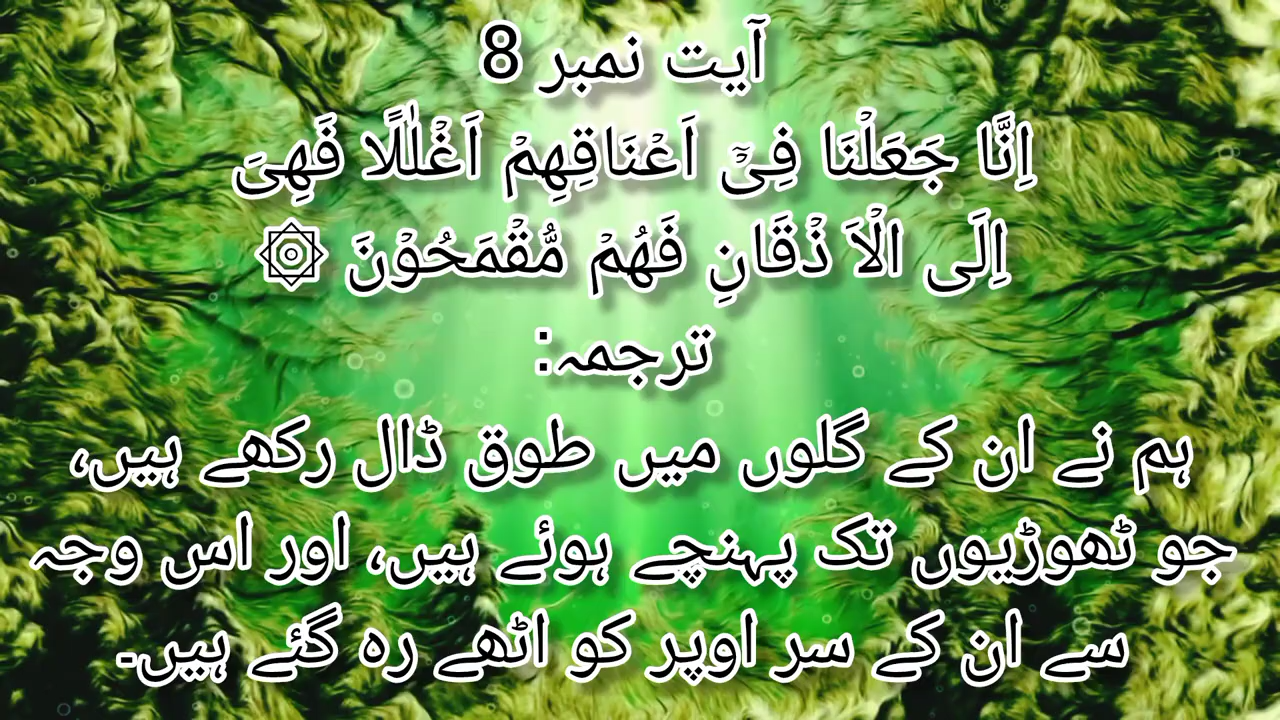 آیت نمبر 8
اِنَّا جَعَلْنَا فِیْۤ اَعْنَاقِهِمْ اَغْلٰلًا فَهِیَ
اِلَی الْاَ ذْقَانِ فَهُمْ مُّقْمَحُوْنَ ۞
ترجمہ:
ہم نے ان کے گلوں میں طوق ڈال رکھے ہیں،
جو ٹھوڑیوں تک پہنچے ہوئے ہیں، اور اس وجہ
سے ان کے سر اوپر کو اٹھے رہ گئے ہیں۔